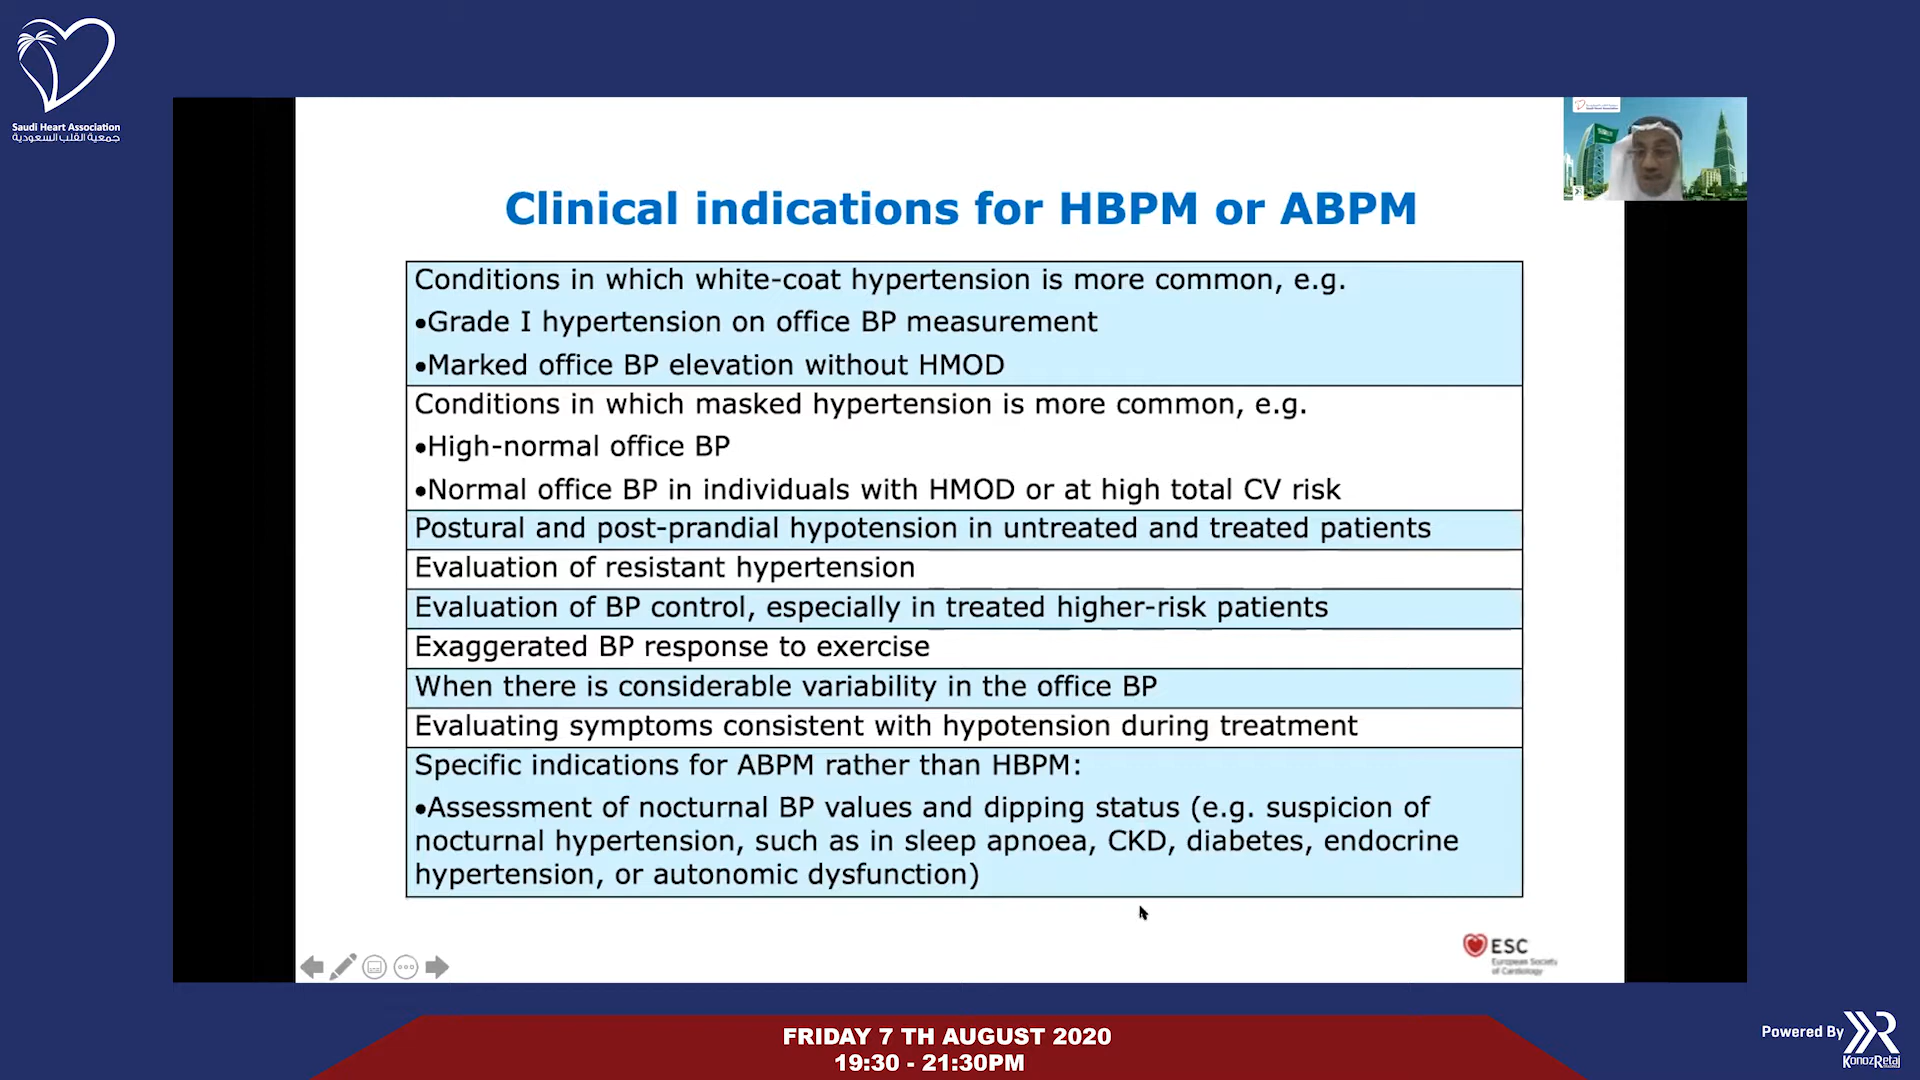 Saudi Heart Association
جمعية القلب السعودية
Clinical indications for HBPM or ABPM
Conditions in which white-coat hypertension is more common, e.g.
•Grade I hypertension on office BP measurement
•Marked office BP elevation without HMOD
Conditions in which masked hypertension is more common, e.g.
•High-normal office BP
•Normal office BP in individuals with HMOD or at high total CV risk
Postural and post-prandial hypotension in untreated and treated patients
Evaluation of resistant hypertension
Evaluation of BP control, especially in treated higher-risk patients
Exaggerated BP response to exercise
When there is considerable variability in the office BP
Evaluating symptoms consistent with hypotension during treatment
Specific indications for ABPM rather than HBPM:
•Assessment of nocturnal BP values and dipping status (e.g. suspicion of
nocturnal hypertension, such as in sleep apnoea, CKD, diabetes, endocrine
hypertension, or autonomic dysfunction)
ESC
European Society
of Cardiology
FRIDAY 7 TH AUGUST 2020
19:30 - 21:30PM
Powered By
KonozRetaj